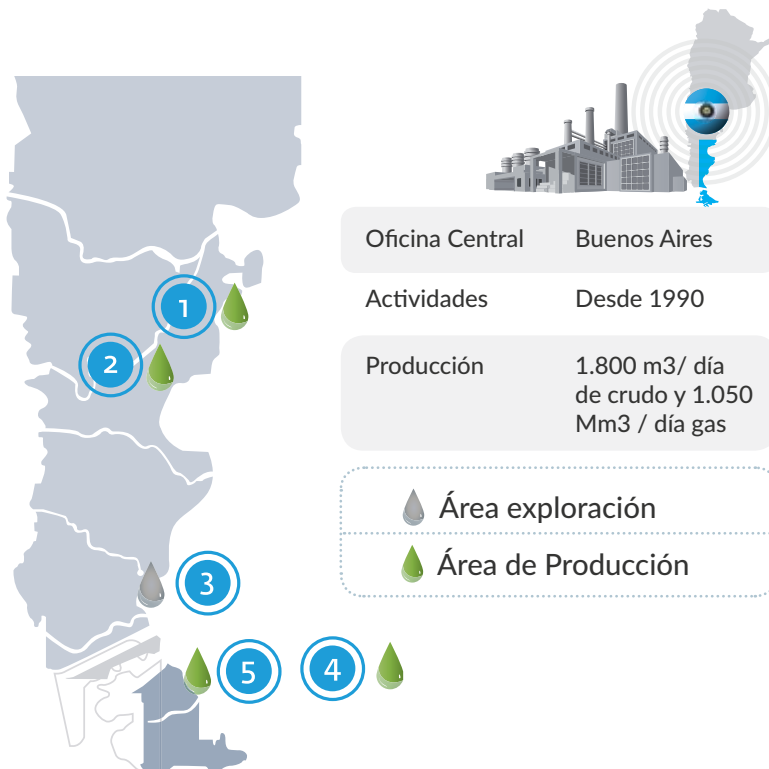 Oficina Central Buenos Aires
Actividades Desde 1990
Producción 1.800 m3/ día
de crudo y 1.050
Mm3 / día gas
Área exploración
Área de Producción
1
2
3
5 4